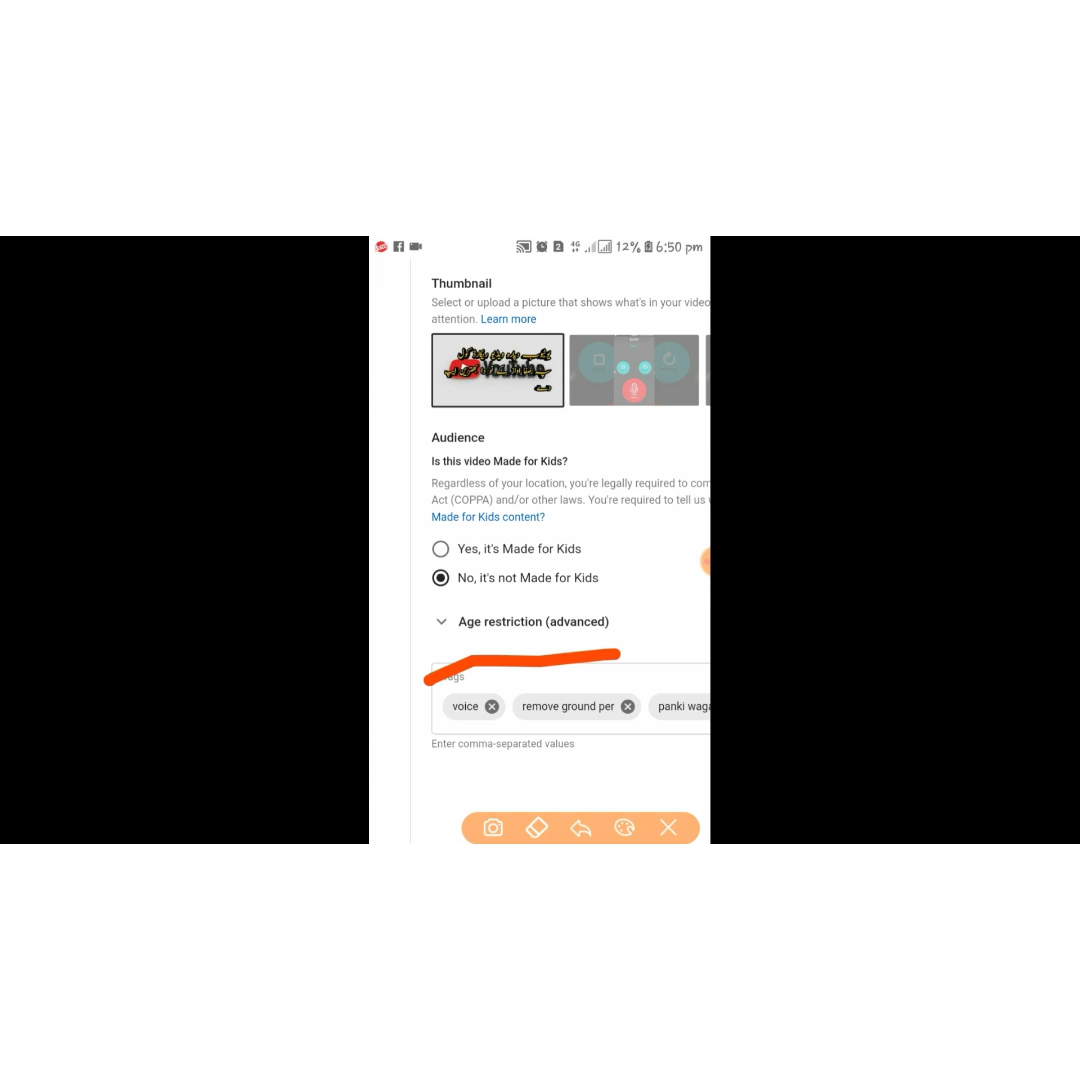 12% 6:50 pm
Thumbnail
Select or upload a picture that shows what's in your video
attention. Learn more
YouTube
Audience
Is this video Made for Kids?
Regardless of your location, you're legally required to com
Act (COPPA) and/or other laws. You're required to tell us
Made for Kids content?
Yes, it's Made for Kids
No, it's not Made for Kids
Age restriction (advanced)
voice
remove ground per
panki waga
Enter comma-separated values